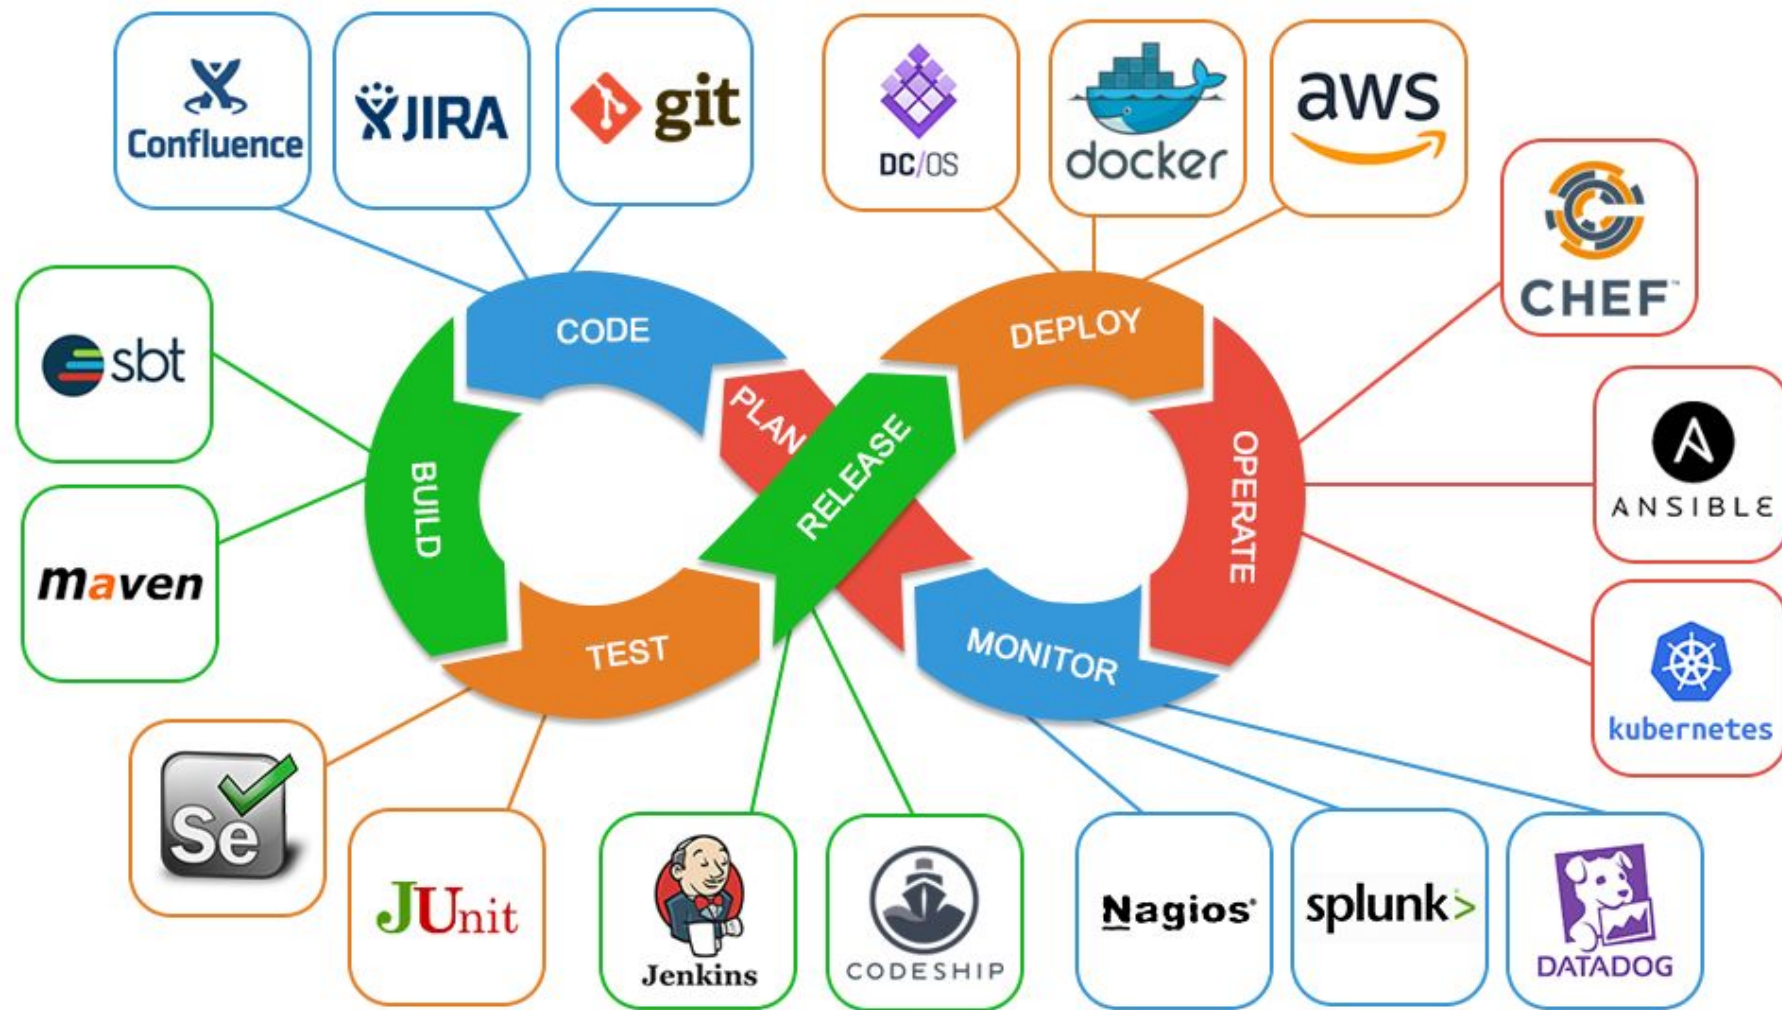 Confluence
JIRA
git
DC/OS
docker
aws
CHEF™
sbt
CODE
DEPLOY
PLAN
RELEASE
BUILD
OPERATE
ANSIBLE
maven
TEST
MONITOR
kubernetes
Se
JUnit
Jenkins
CODESHIP
Nagios®
splunk>
DATADOG